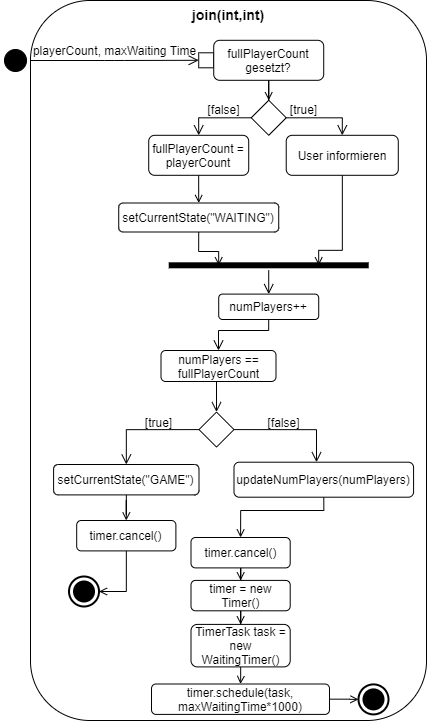 join(int,int)
playerCount, maxWaiting Time
fullPlayerCount
gesetzt?
[false]
[true]
fullPlayerCount =
playerCount
User informieren
setCurrentState("WAITING")
numPlayers++
numPlayers ==
fullPlayerCount
[true]
[false]
setCurrentState("GAME")
updateNumPlayers(numPlayers)
timer.cancel()
timer.cancel()
timer = new
Timer()
TimerTask task =
new
WaitingTimer()
timer.schedule(task,
maxWaitingTime*1000)